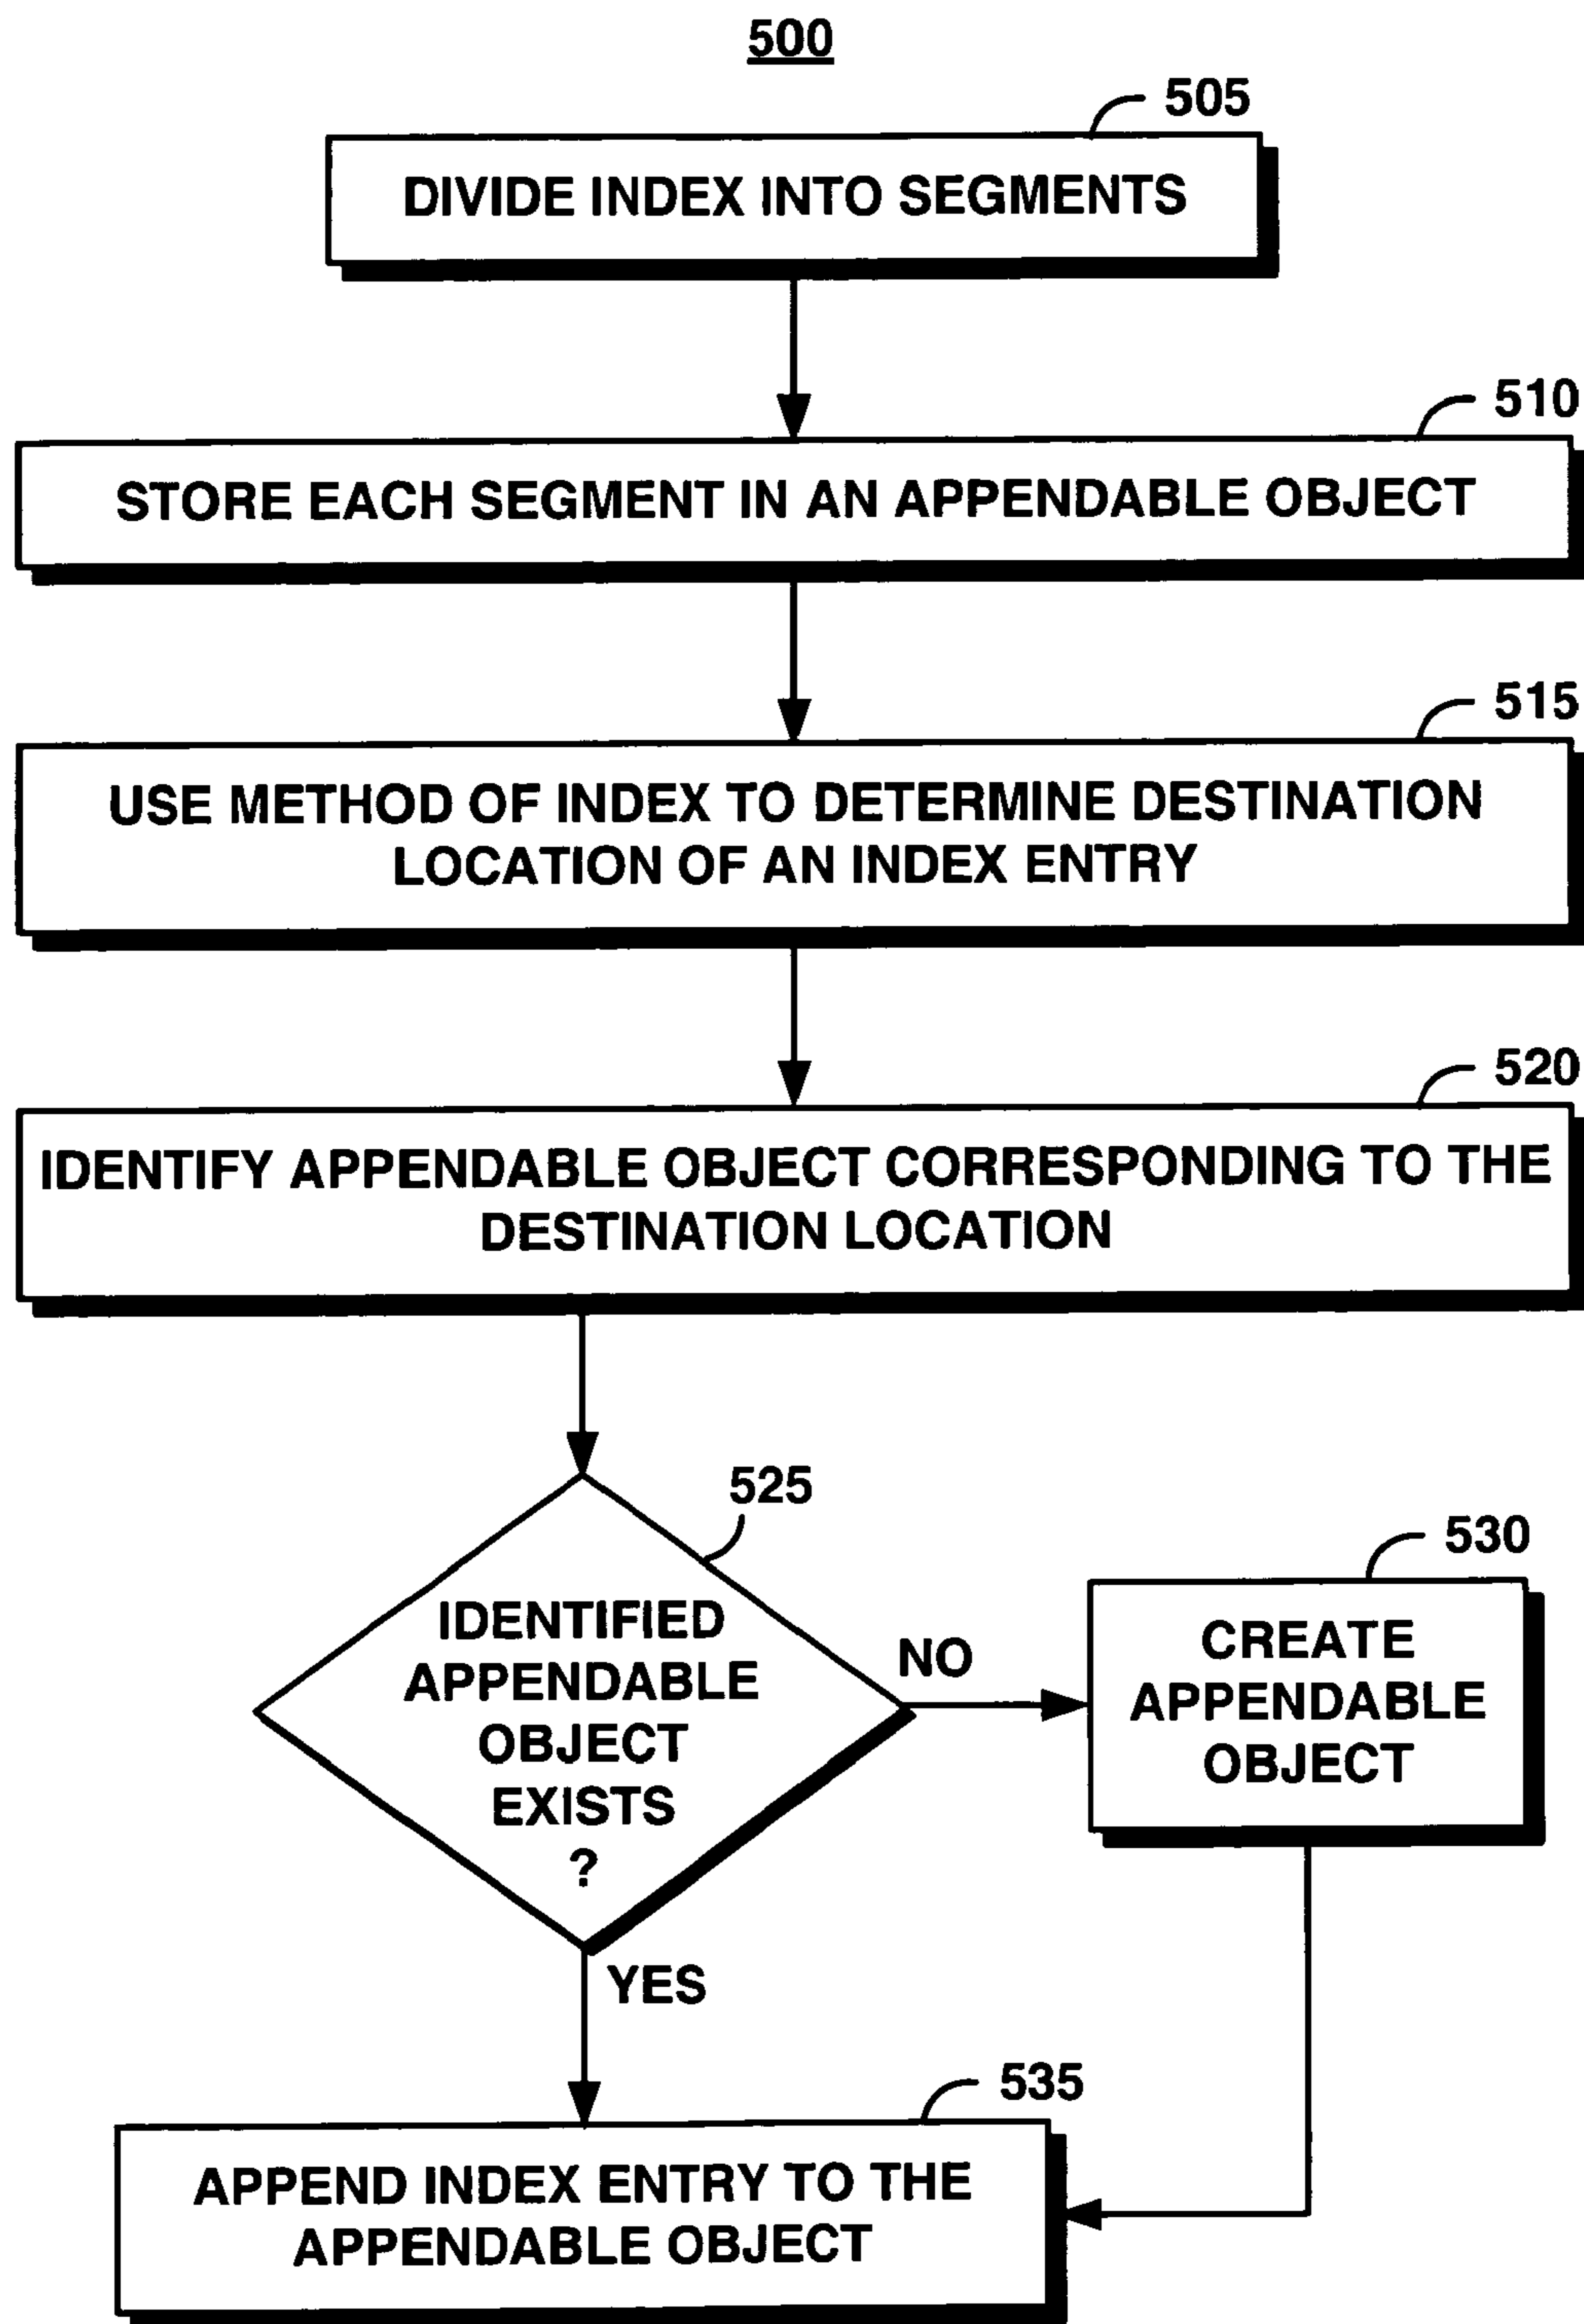 500
505
DIVIDE INDEX INTO SEGMENTS
510
STORE EACH SEGMENT IN AN APPENDABLE OBJECT
515
USE METHOD OF INDEX TO DETERMINE DESTINATION
LOCATION OF AN INDEX ENTRY
520
IDENTIFY APPENDABLE OBJECT CORRESPONDING TO THE
DESTINATION LOCATION
525
IDENTIFIED
APPENDABLE
OBJECT
EXISTS
?
NO
530
CREATE
APPENDABLE
OBJECT
YES
535
APPEND INDEX ENTRY TO THE
APPENDABLE OBJECT